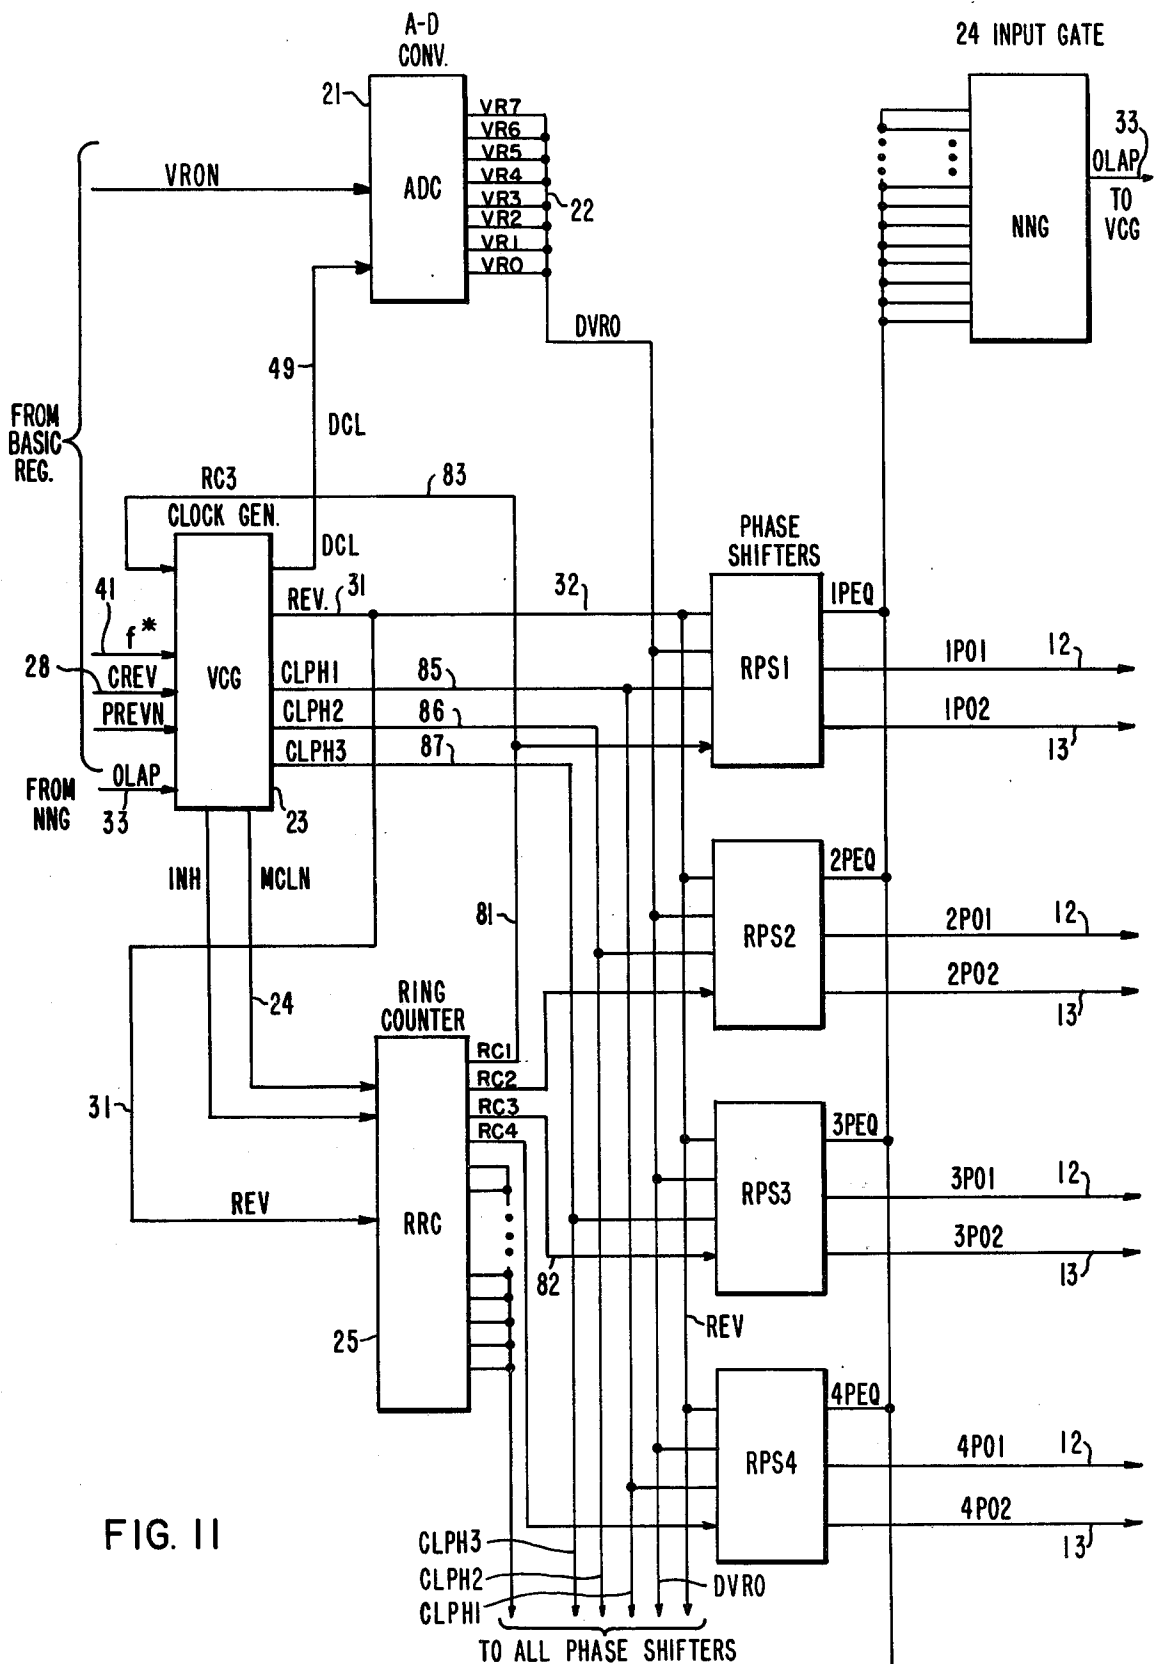 A-D
CONV.
24 INPUT GATE
21
VR7
VR6
VR5
VR4
VR3
VR2
VR1
VR0
ADC
22
VRON
NNG
33
OLAP
TO
VCG
DVRO
49
DCL
FROM
BASIC
REG.
RC3
83
CLOCK GEN.
DCL
PHASE
SHIFTERS
41
f*
REV.
31
32
1PEQ
28
CREV
VCG
CLPH1
85
RPS1
1PO1
12
PREVN
CLPH2
86
1PO2
13
CLPH3
87
OLAP
FROM
NNG
33
23
INH
MCLN
81
2PEQ
RPS2
2PO1
12
2PO2
13
24
RING
COUNTER
RC1
RC2
RC3
RC4
31
3PEQ
RPS3
3PO1
12
REV
RRC
3PO2
13
82
25
REV
4PEQ
RPS4
4PO1
12
4PO2
13
FIG. 11
CLPH3
CLPH2
CLPH1
DVRO
TO ALL PHASE SHIFTERS